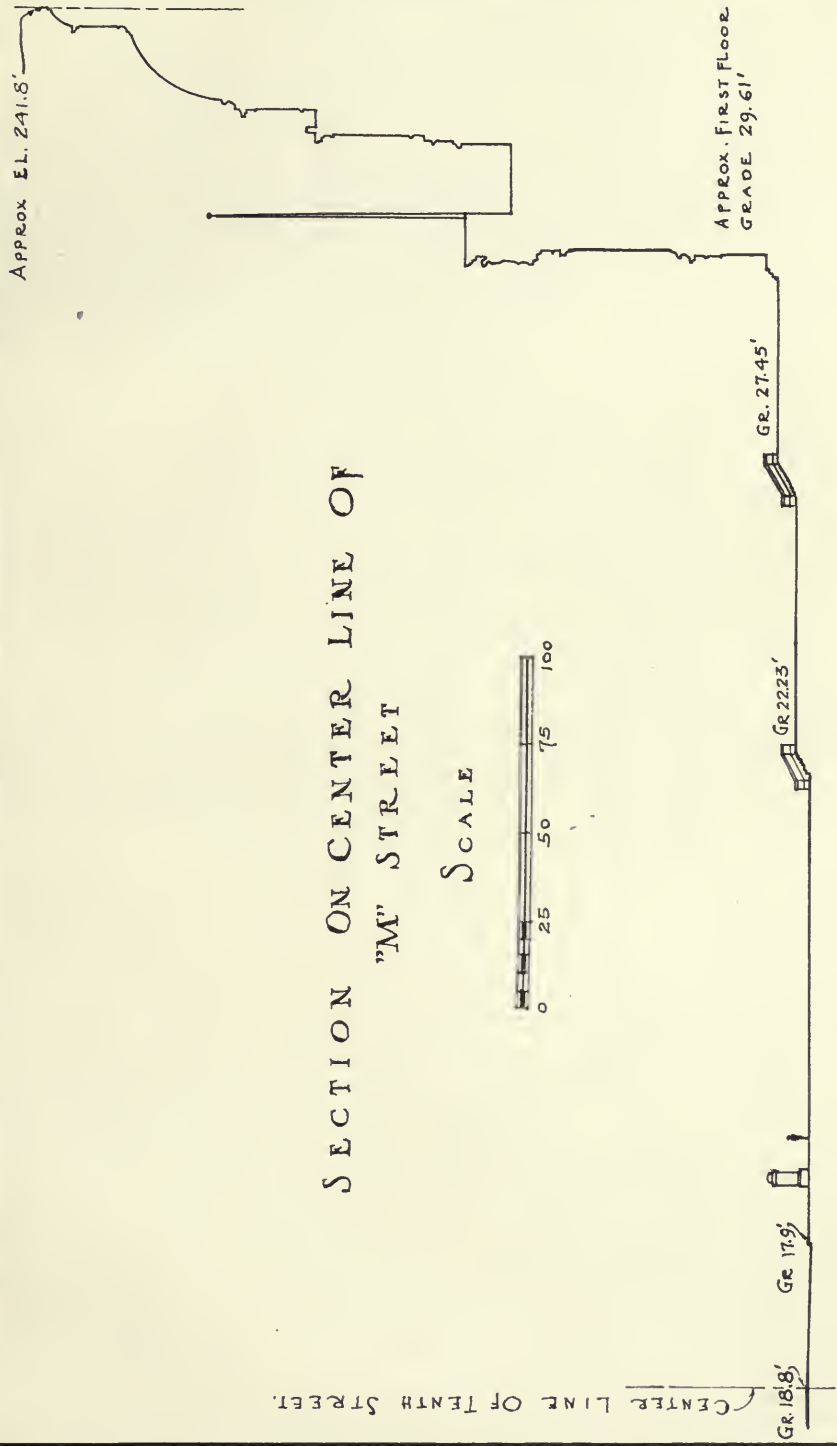 APPROX EL. 241.8'
SECTION ON CENTER LINE OF
"M" STREET
SCALE
0 25 50 75 100
APPROX. FIRST FLOOR
GRADE 29.61'
GR. 27.45'
GR 22.23'
GR 17.9'
GR. 18.8'
CENTER LINE OF TENTH STREET.